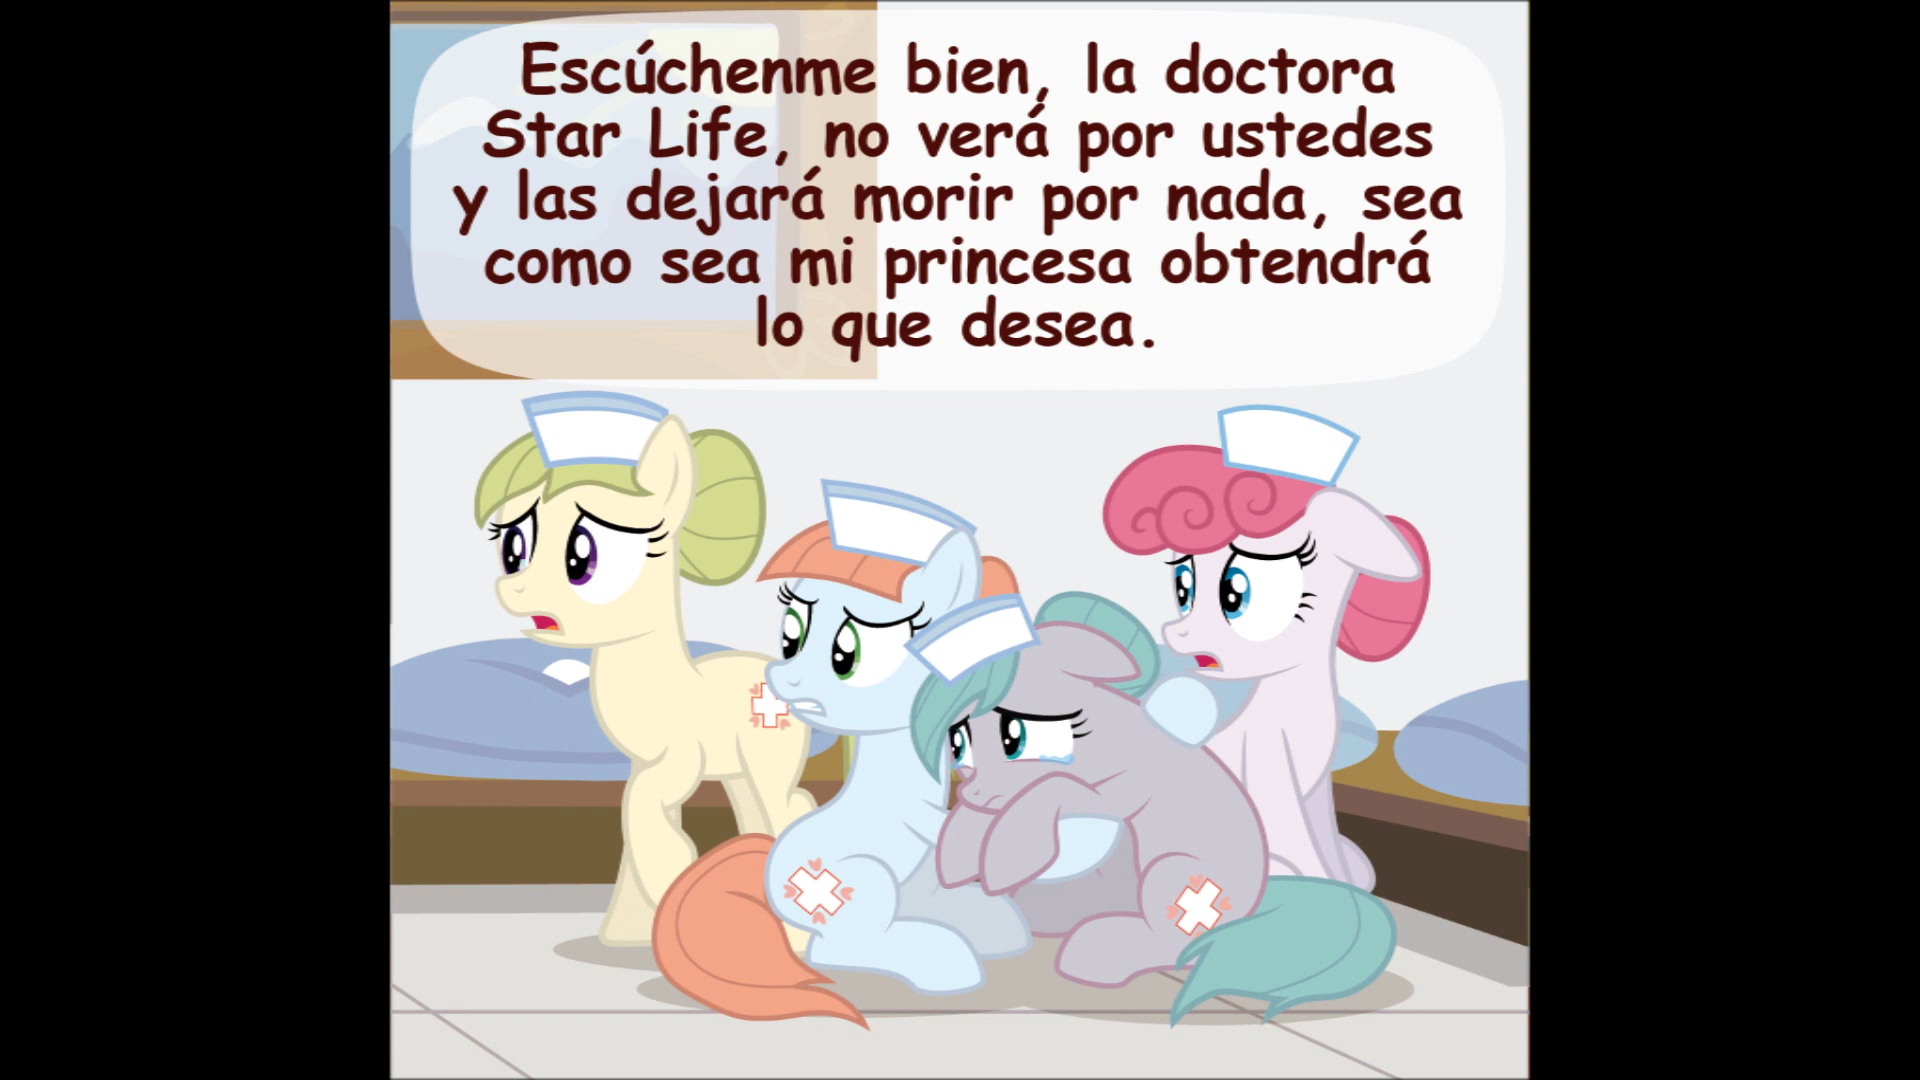 Escúchenme bien, la doctora
Star Life, no verá por ustedes
y las dejará morir por nada, sea
como sea mi princesa obtendrá
lo que desea.